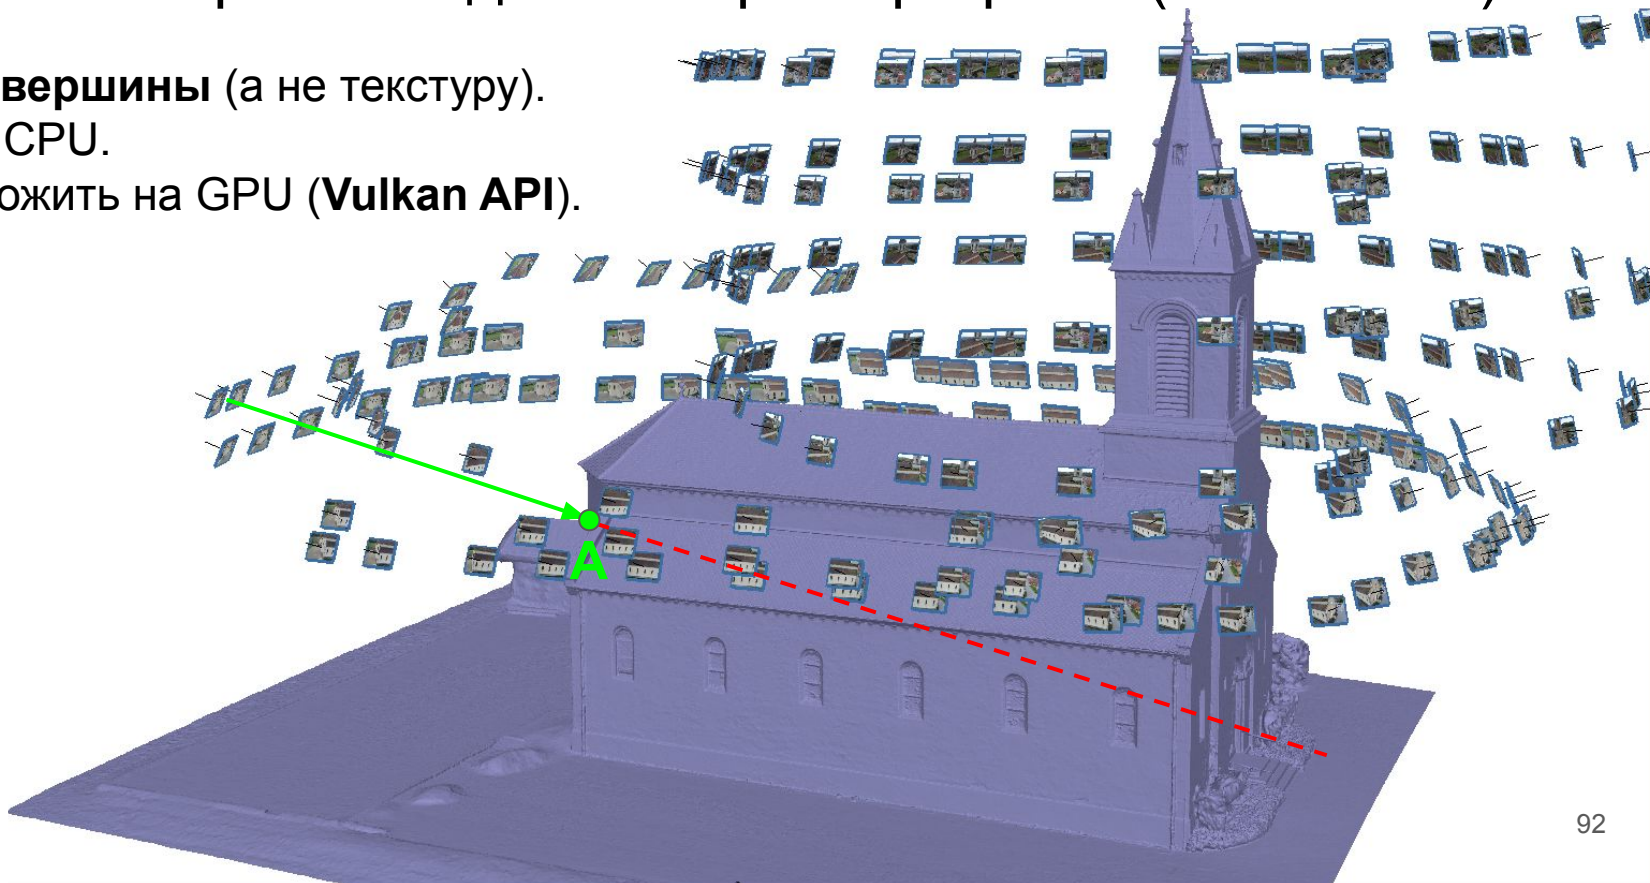 вершины (а не текстуру).
CPU.
ожить на GPU (Vulkan API).
A
92